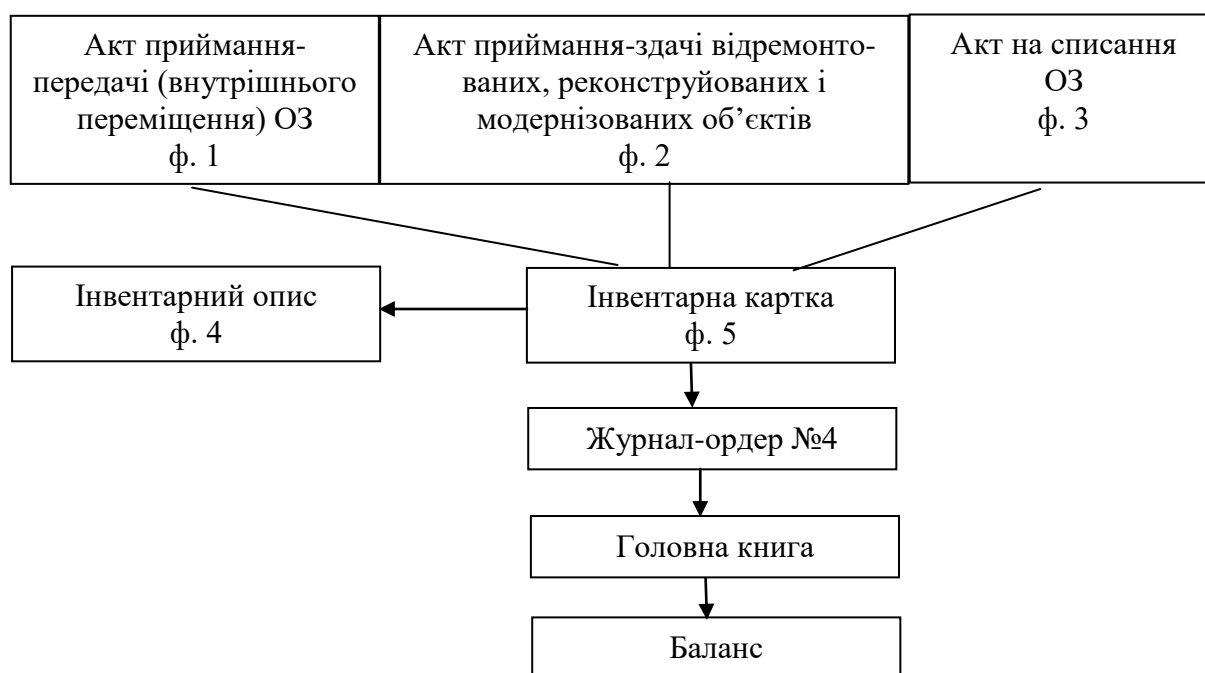 Акт приймання-
передачі (внутрішнього
переміщення) ОЗ
ф. 1
Акт приймання-здачі відремонто-
ваних, реконструйованих і
модернізованих об’єктів
ф. 2
Акт на списання
ОЗ
ф. 3
Інвентарний опис
ф. 4
Інвентарна картка
ф. 5
Журнал-ордер №4
Головна книга
Баланс